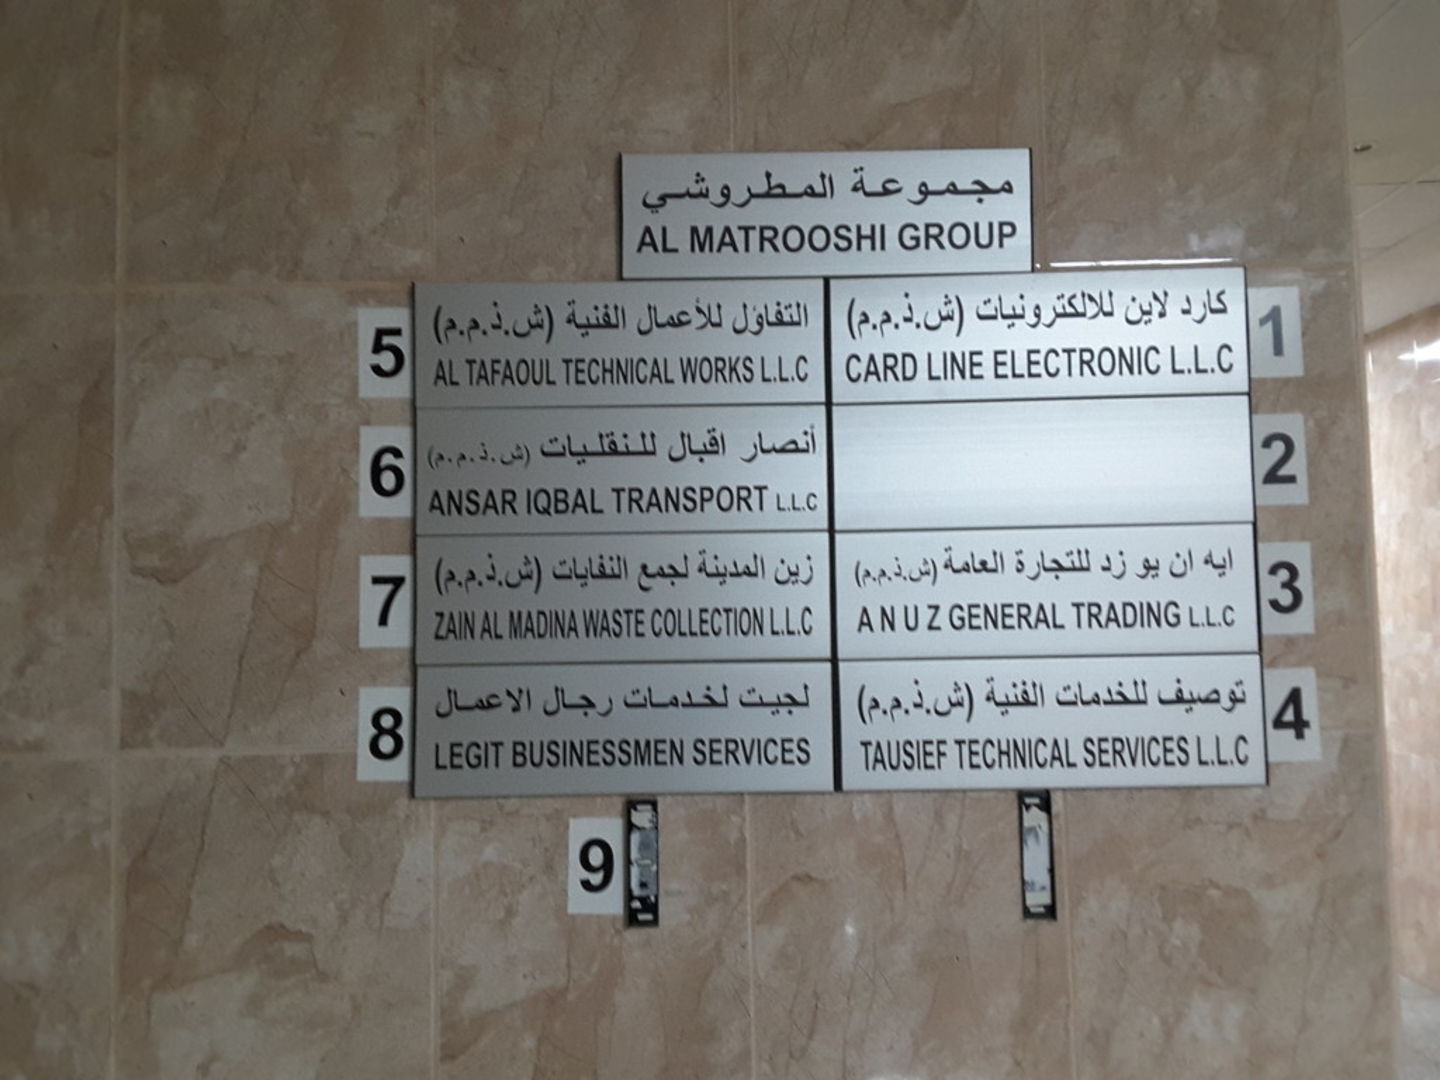 مجموعة المطروشي
AL MATROOSHI GROUP
1
كارد لاين للالكترونيات (ش.ذ.م.م)
CARD LINE ELECTRONIC L.L.C
2
3
ايه ان يو زد للتجارة العامة (ش.ذ.م.م)
A N U Z GENERAL TRADING L.L.C
4
توصيف للخدمات الفنية (ش.ذ.م.م)
TAUSIEF TECHNICAL SERVICES L.L.C
5
التفاؤل للأعمال الفنية (ش.ذ.م.م)
AL TAFAOUL TECHNICAL WORKS L.L.C
6
أنصار اقبال للنقليات (ش.ذ.م.م)
ANSAR IQBAL TRANSPORT L.L.C
7
زين المدينة لجمع النفايات (ش.ذ.م.م)
ZAIN AL MADINA WASTE COLLECTION L.L.C
8
لجيت لخدمات رجال الاعمال
LEGIT BUSINESSMEN SERVICES
9